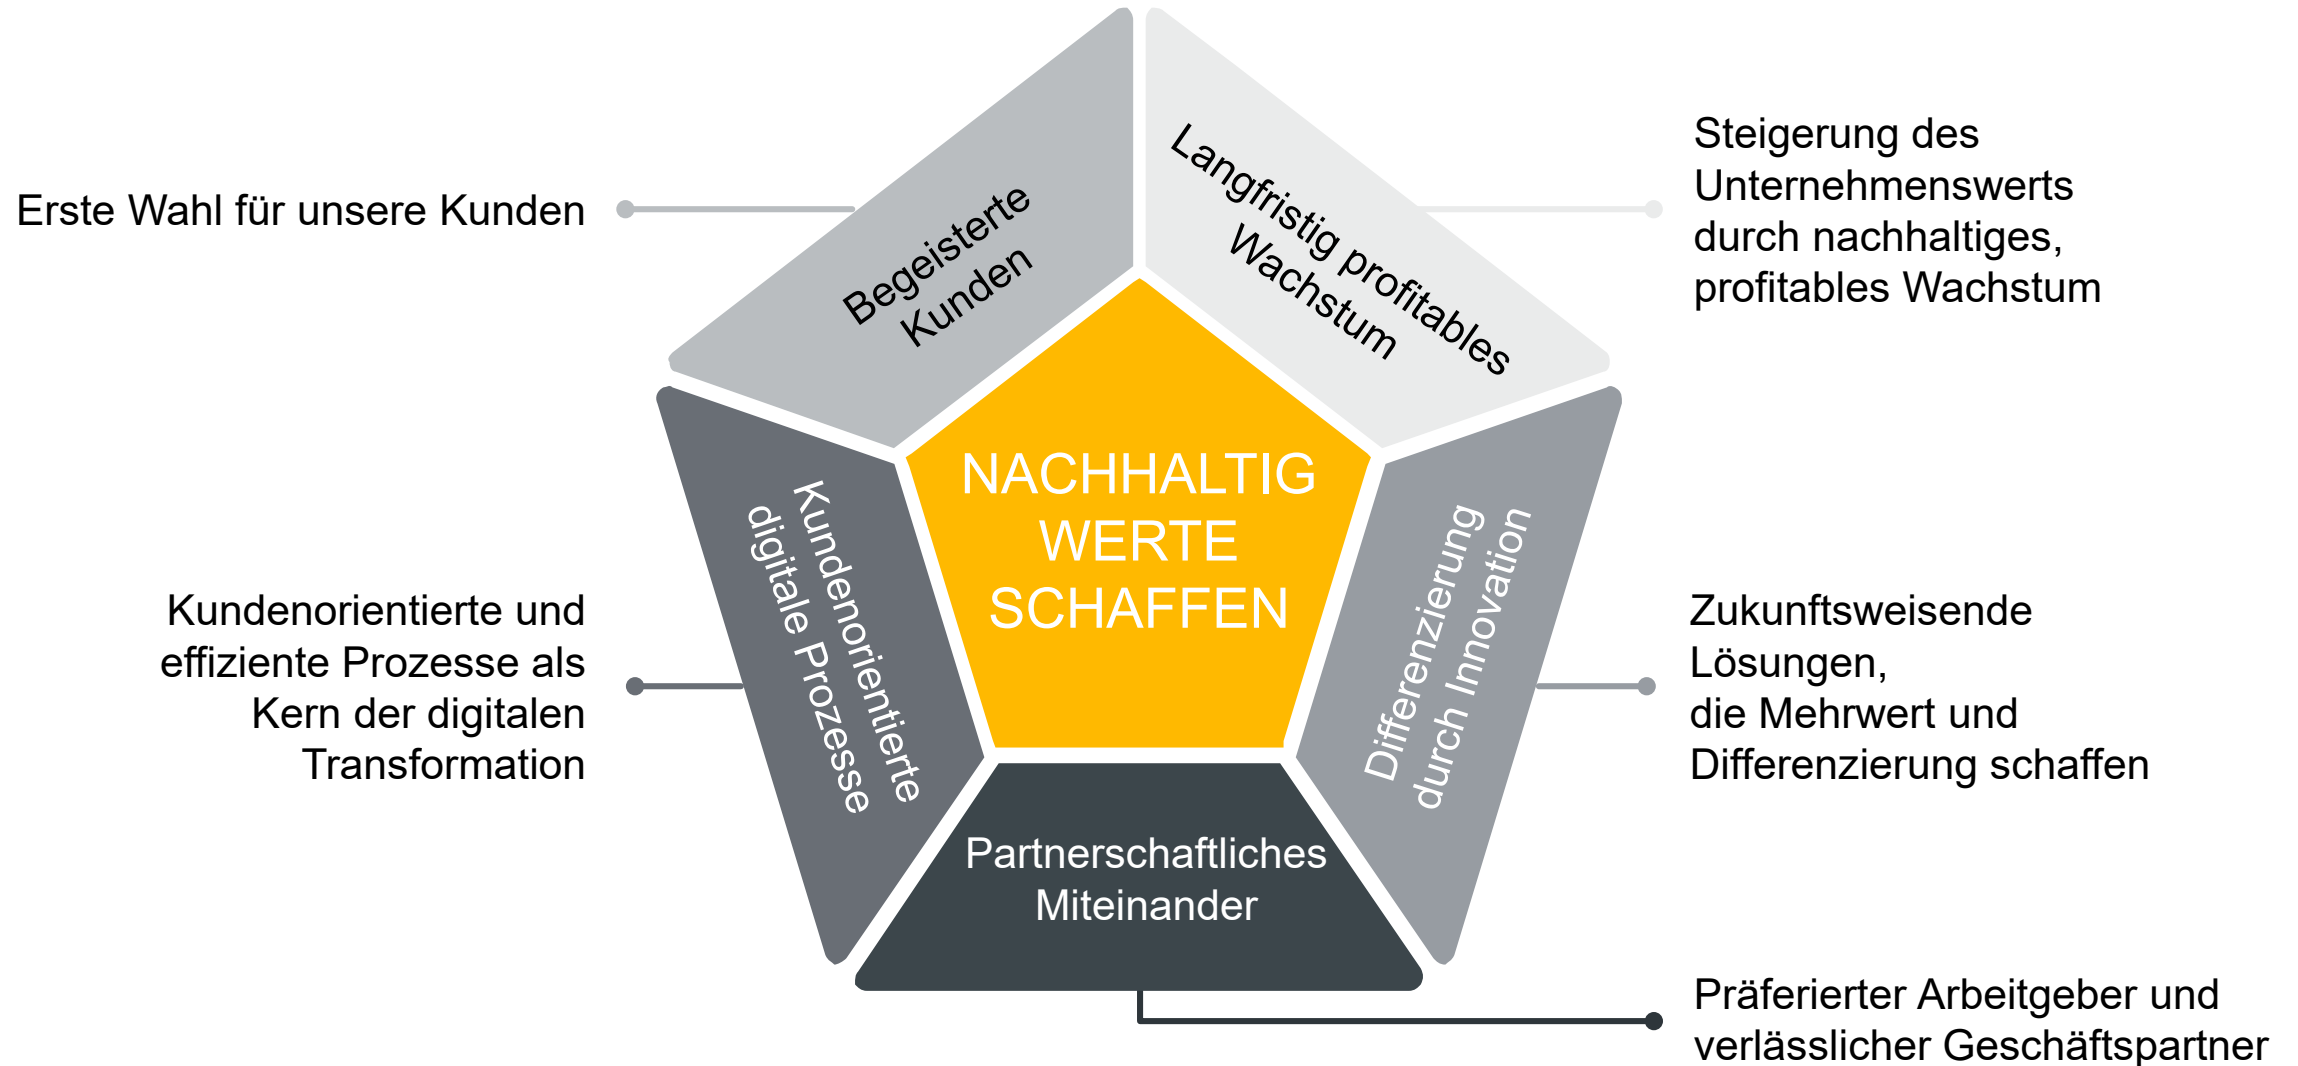 Erste Wahl für unsere Kunden
Begeisterte
Kunden
Langfristig profitables
Wachstum
Steigerung des
Unternehmenswerts
durch nachhaltiges,
profitables Wachstum
NACHHALTIG
WERTE
SCHAFFEN
Kundenorientierte und
effiziente Prozesse als
Kern der digitalen
Transformation
Kundenorientierte
digitale Prozesse
Differenzierung
durch Innovation
Zukunftsweisende
Lösungen,
die Mehrwert und
Differenzierung schaffen
Partnerschaftliches
Miteinander
Präferierter Arbeitgeber und
verlässlicher Geschäftspartner